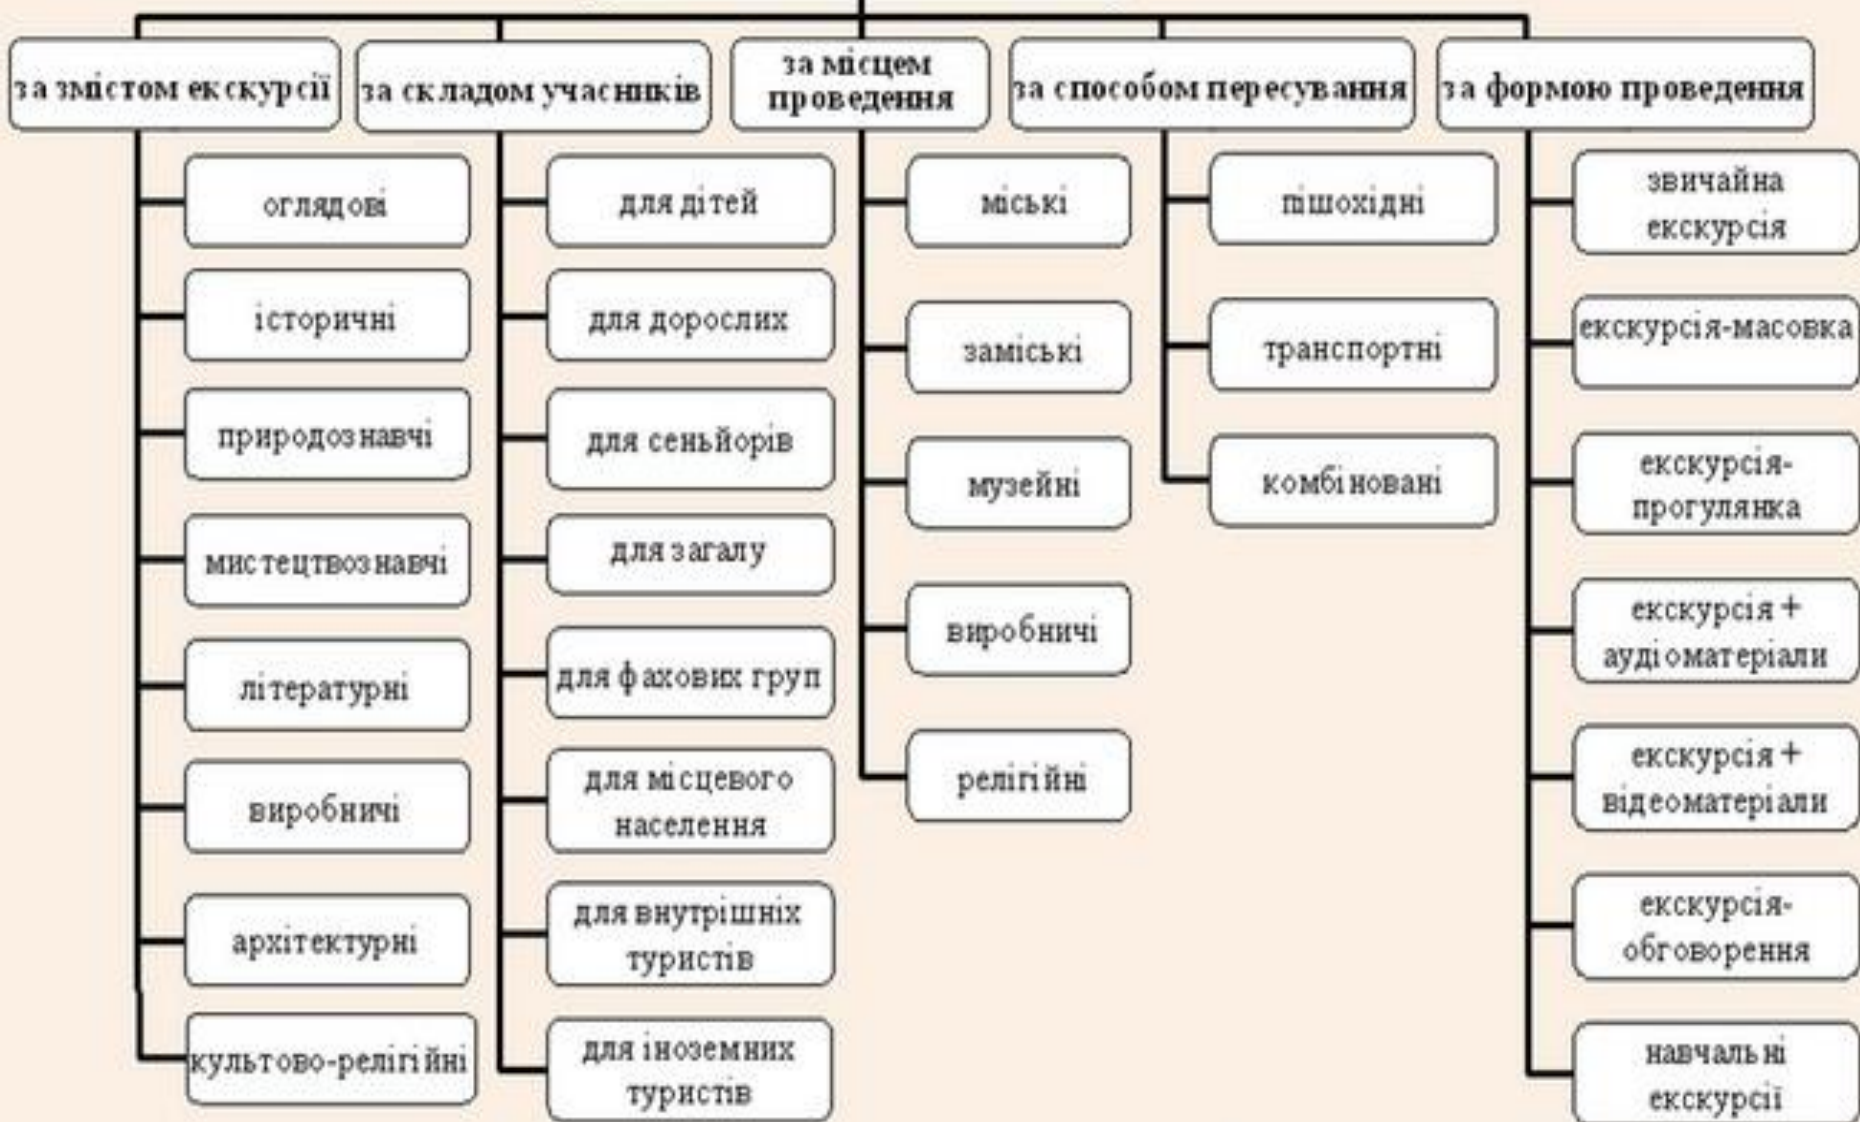 за змістом екскурсії
оглядові
історичні
природознавчі
мистецтвознавчі
літературні
виробничі
архітектурні
культово-релігійні
за складом учасників
для дітей
для дорослих
для сеньйорів
для загалу
для фахових груп
для місцевого
населення
для внутрішніх
туристів
для іноземних
туристів
за місцем
проведення
міські
заміські
музейні
виробничі
релігійні
за способом пересування
пішохідні
транспортні
комбіновані
за формою проведення
звичайна
екскурсія
екскурсія-масовка
екскурсія-
прогулянка
екскурсія +
аудіоматеріали
екскурсія +
відеоматеріали
екскурсія-
обговорення
навчальні
екскурсії